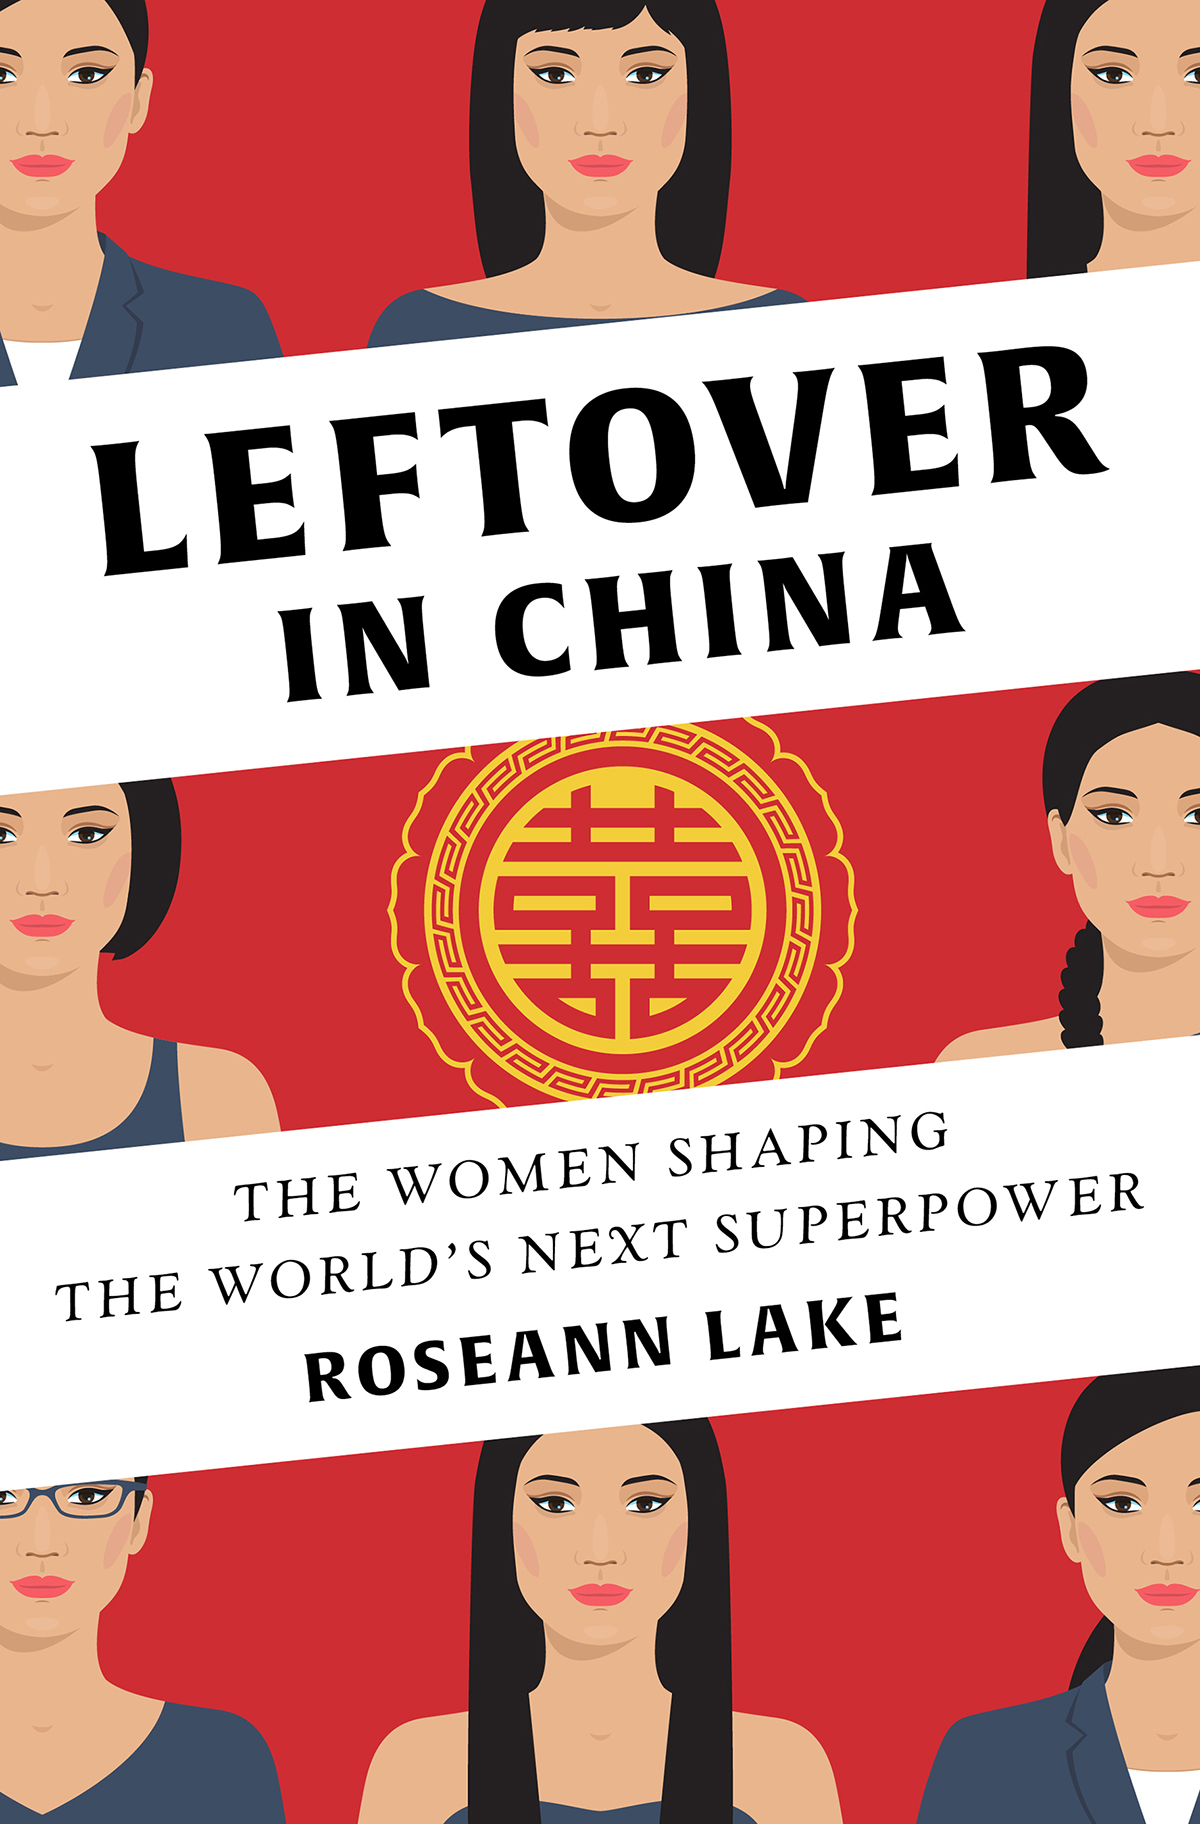 LEFTOVER
IN CHINA
囍
THE WOMEN SHAPING
THE WORLD'S NEXT SUPERPOWER
ROSEANN LAKE